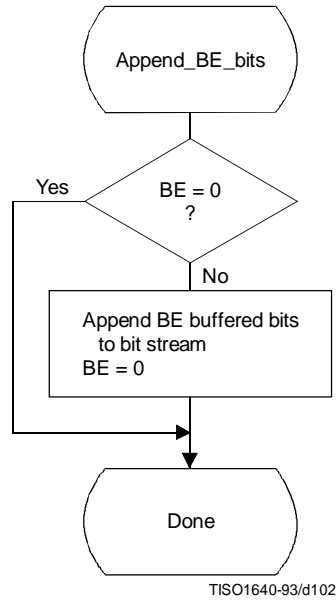 Append_BE_bits
Yes
BE = 0
?
No
Append BE buffered bits
to bit stream
BE = 0
Done
TISO1640-93/d102